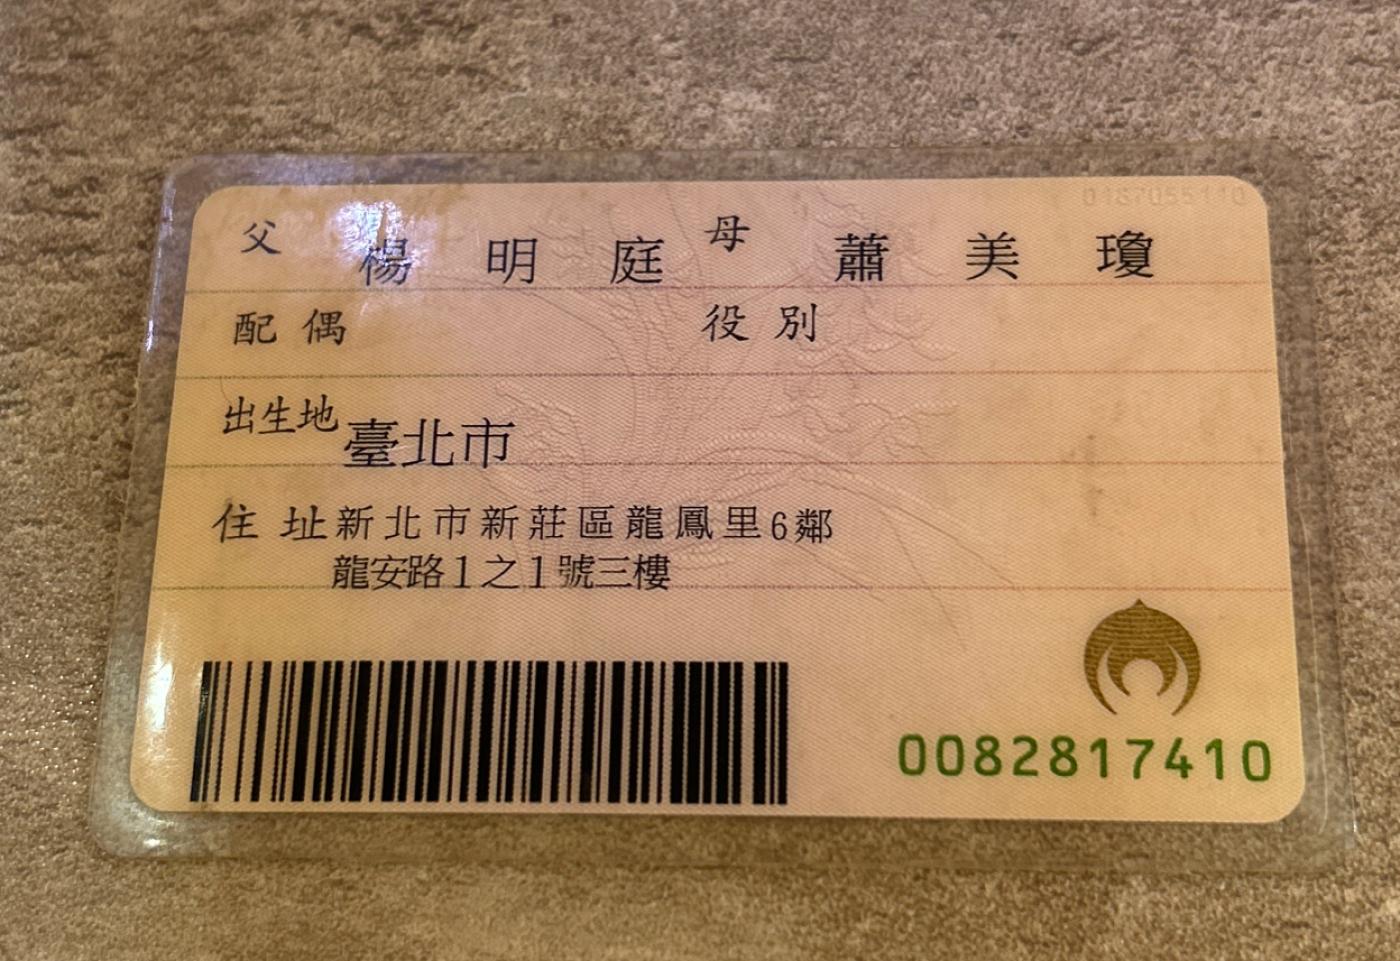 0187055110
父 楊明庭 母 蕭美瓊
配偶 役別
出生地 臺北市
住址 新北市新莊區龍鳳里6鄰
龍安路1之1號三樓
0082817410